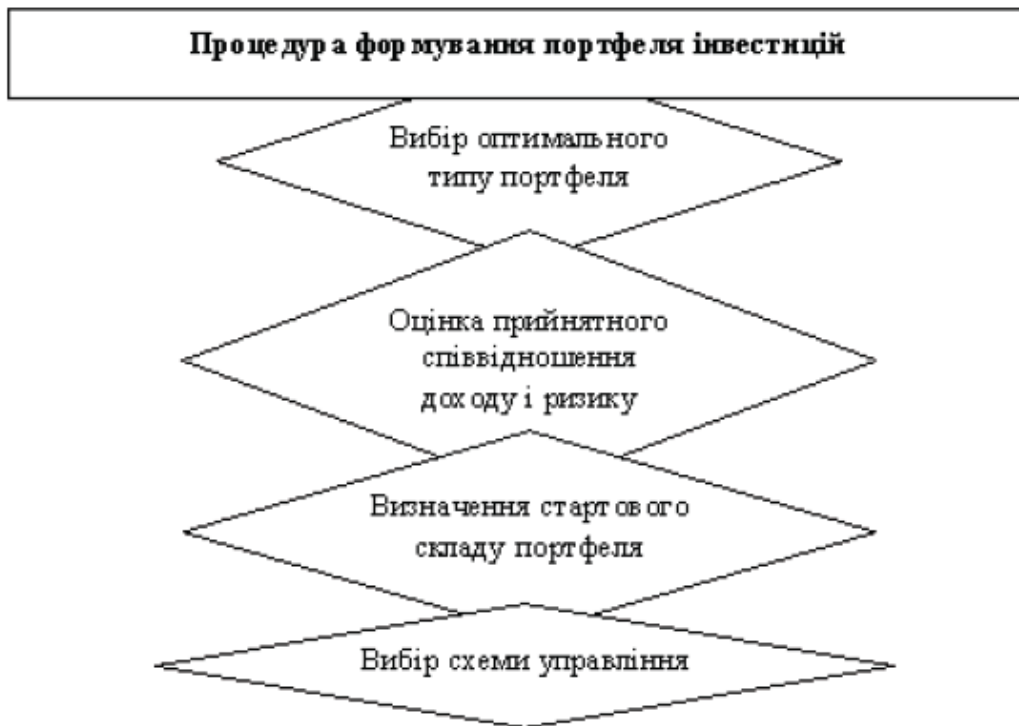 Процедура формування портфеля інвестицій
Вибір оптимального
типу портфеля
Оцінка прийнятного
співвідношення
доходу і ризику
Визначення стартового
складу портфеля
Вибір схеми управління